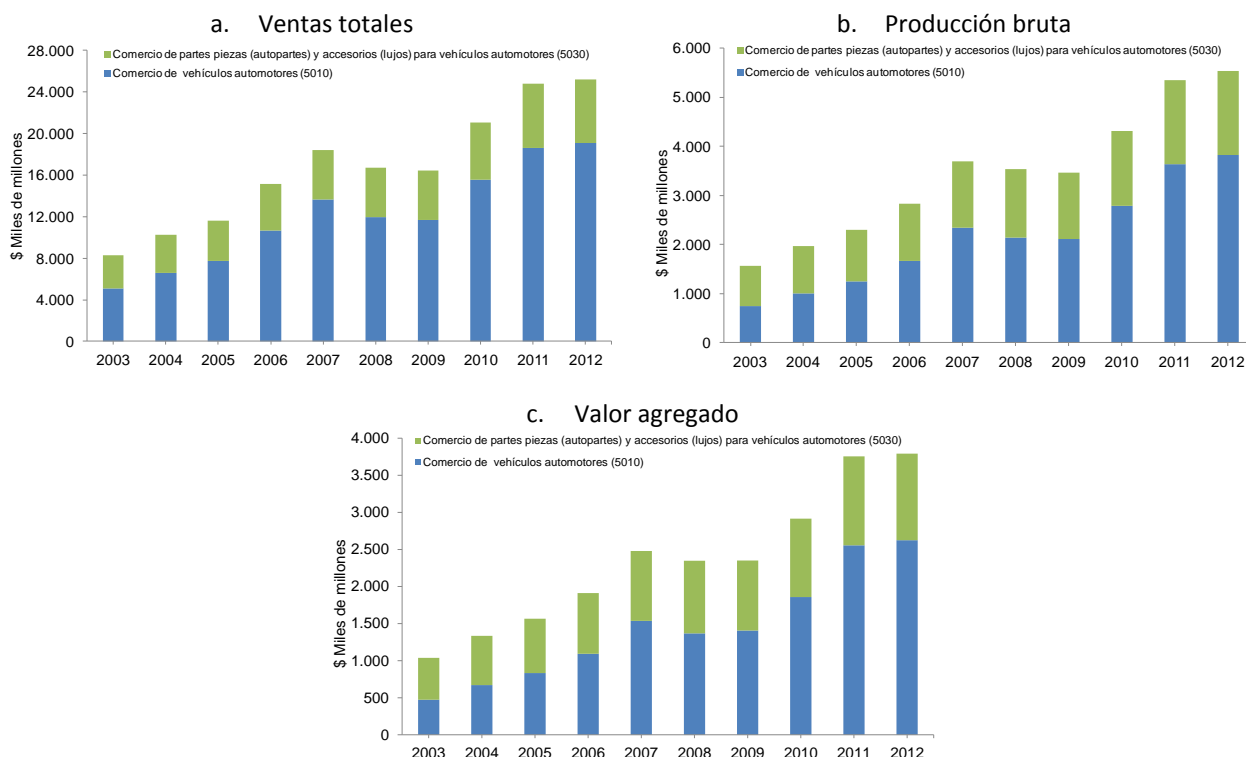 a. Ventas totales
$ Miles de millones
28.000
24.000
20.000
16.000
12.000
8.000
4.000
0
Comercio de partes piezas (autopartes) y accesorios (lujos) para vehículos automotores (5030)
Comercio de vehículos automotores (5010)
2003 2004 2005 2006 2007 2008 2009 2010 2011 2012
b. Producción bruta
$ Miles de millones
6.000
5.000
4.000
3.000
2.000
1.000
0
Comercio de partes piezas (autopartes) y accesorios (lujos) para vehículos automotores (5030)
Comercio de vehículos automotores (5010)
2003 2004 2005 2006 2007 2008 2009 2010 2011 2012
c. Valor agregado
$ Miles de millones
4.000
3.500
3.000
2.500
2.000
1.500
1.000
500
0
Comercio de partes piezas (autopartes) y accesorios (lujos) para vehículos automotores (5030)
Comercio de vehículos automotores (5010)
2003 2004 2005 2006 2007 2008 2009 2010 2011 2012